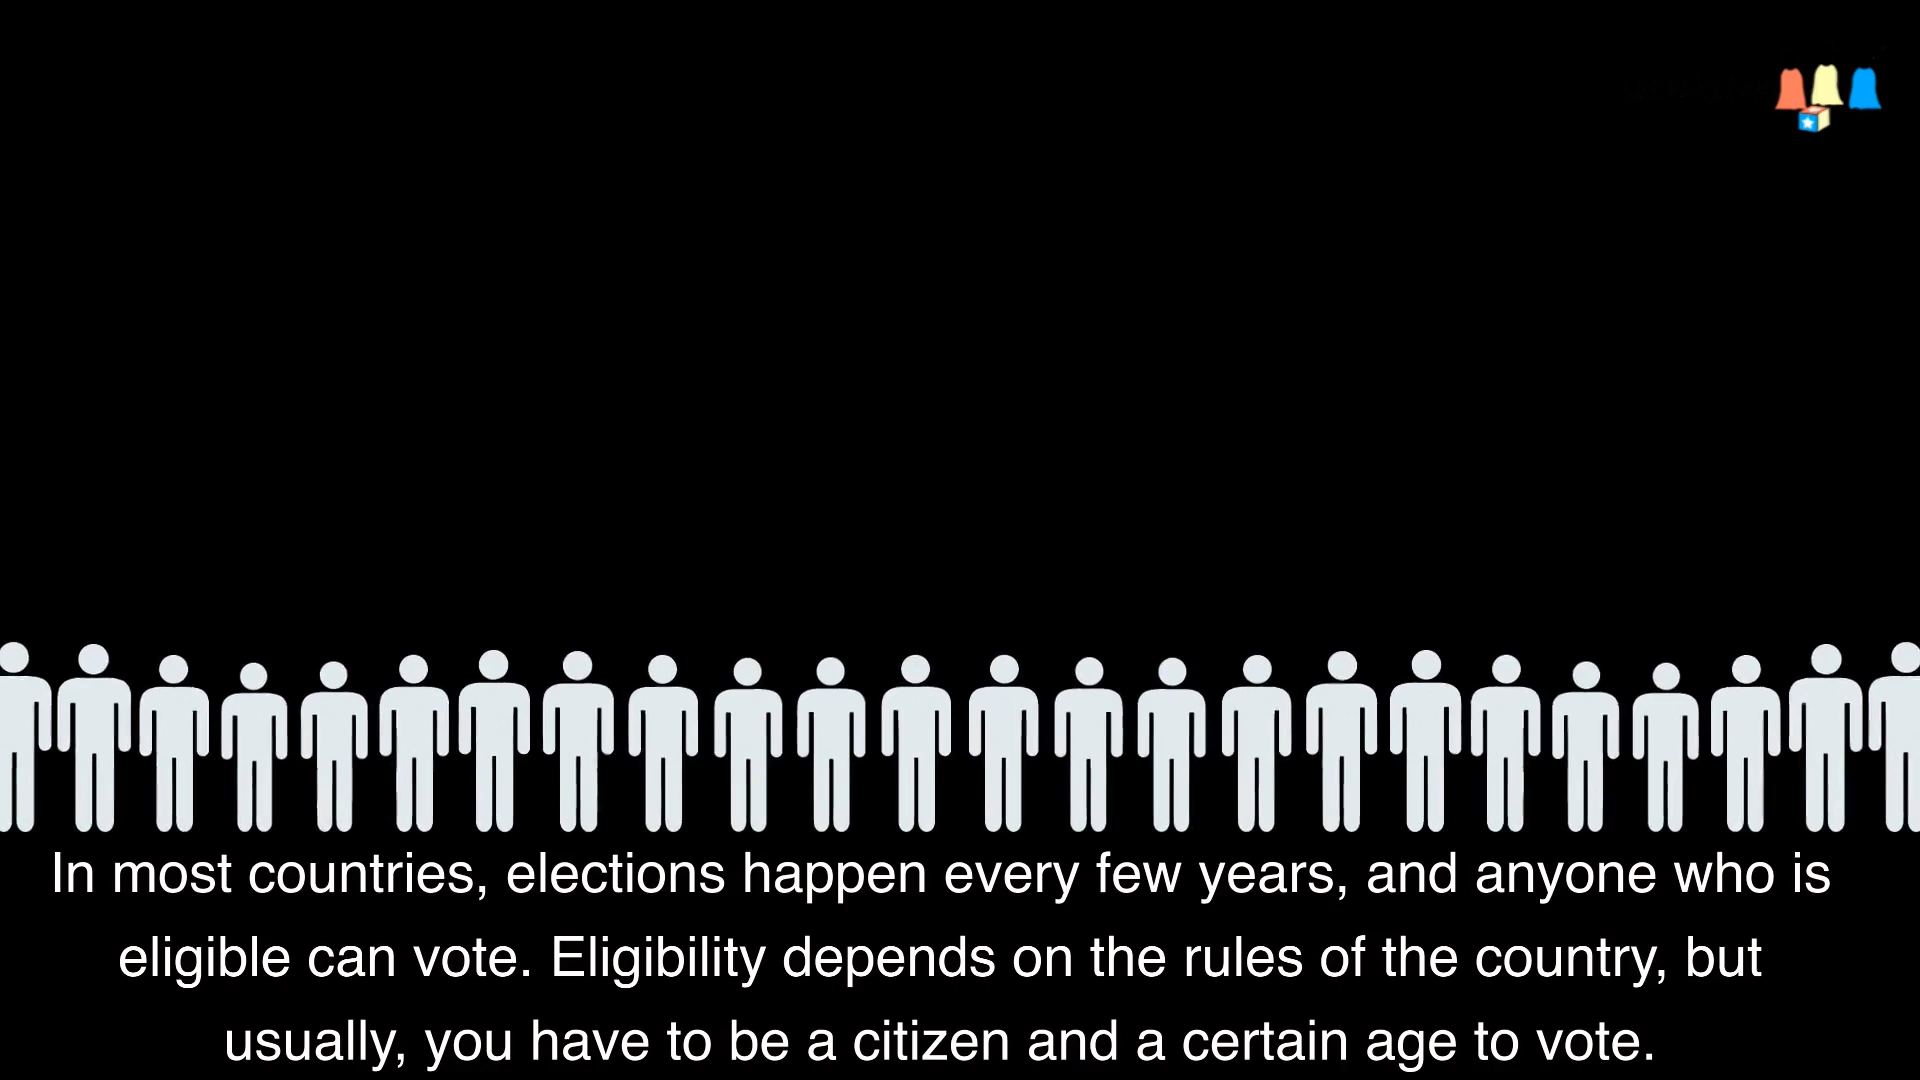 In most countries, elections happen every few years, and anyone who is
eligible can vote. Eligibility depends on the rules of the country, but
usually, you have to be a citizen and a certain age to vote.